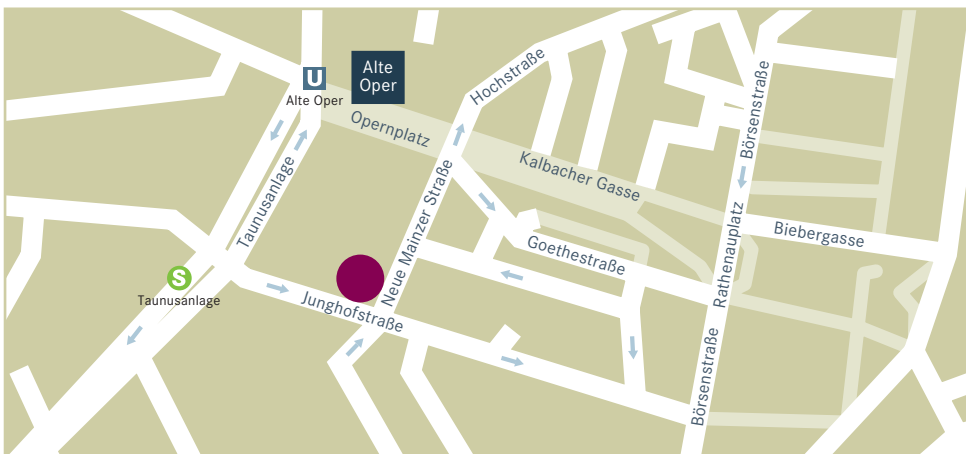 U
Alte Oper
Alte
Oper
Hochstraße
Opernplatz
Kalbacher Gasse
Börsenstraße
Taunusanlage
Neue Mainzer Straße
Rathenauplatz
Biebergasse
Goethestraße
S
Taunusanlage
Junghofstraße
Börsenstraße